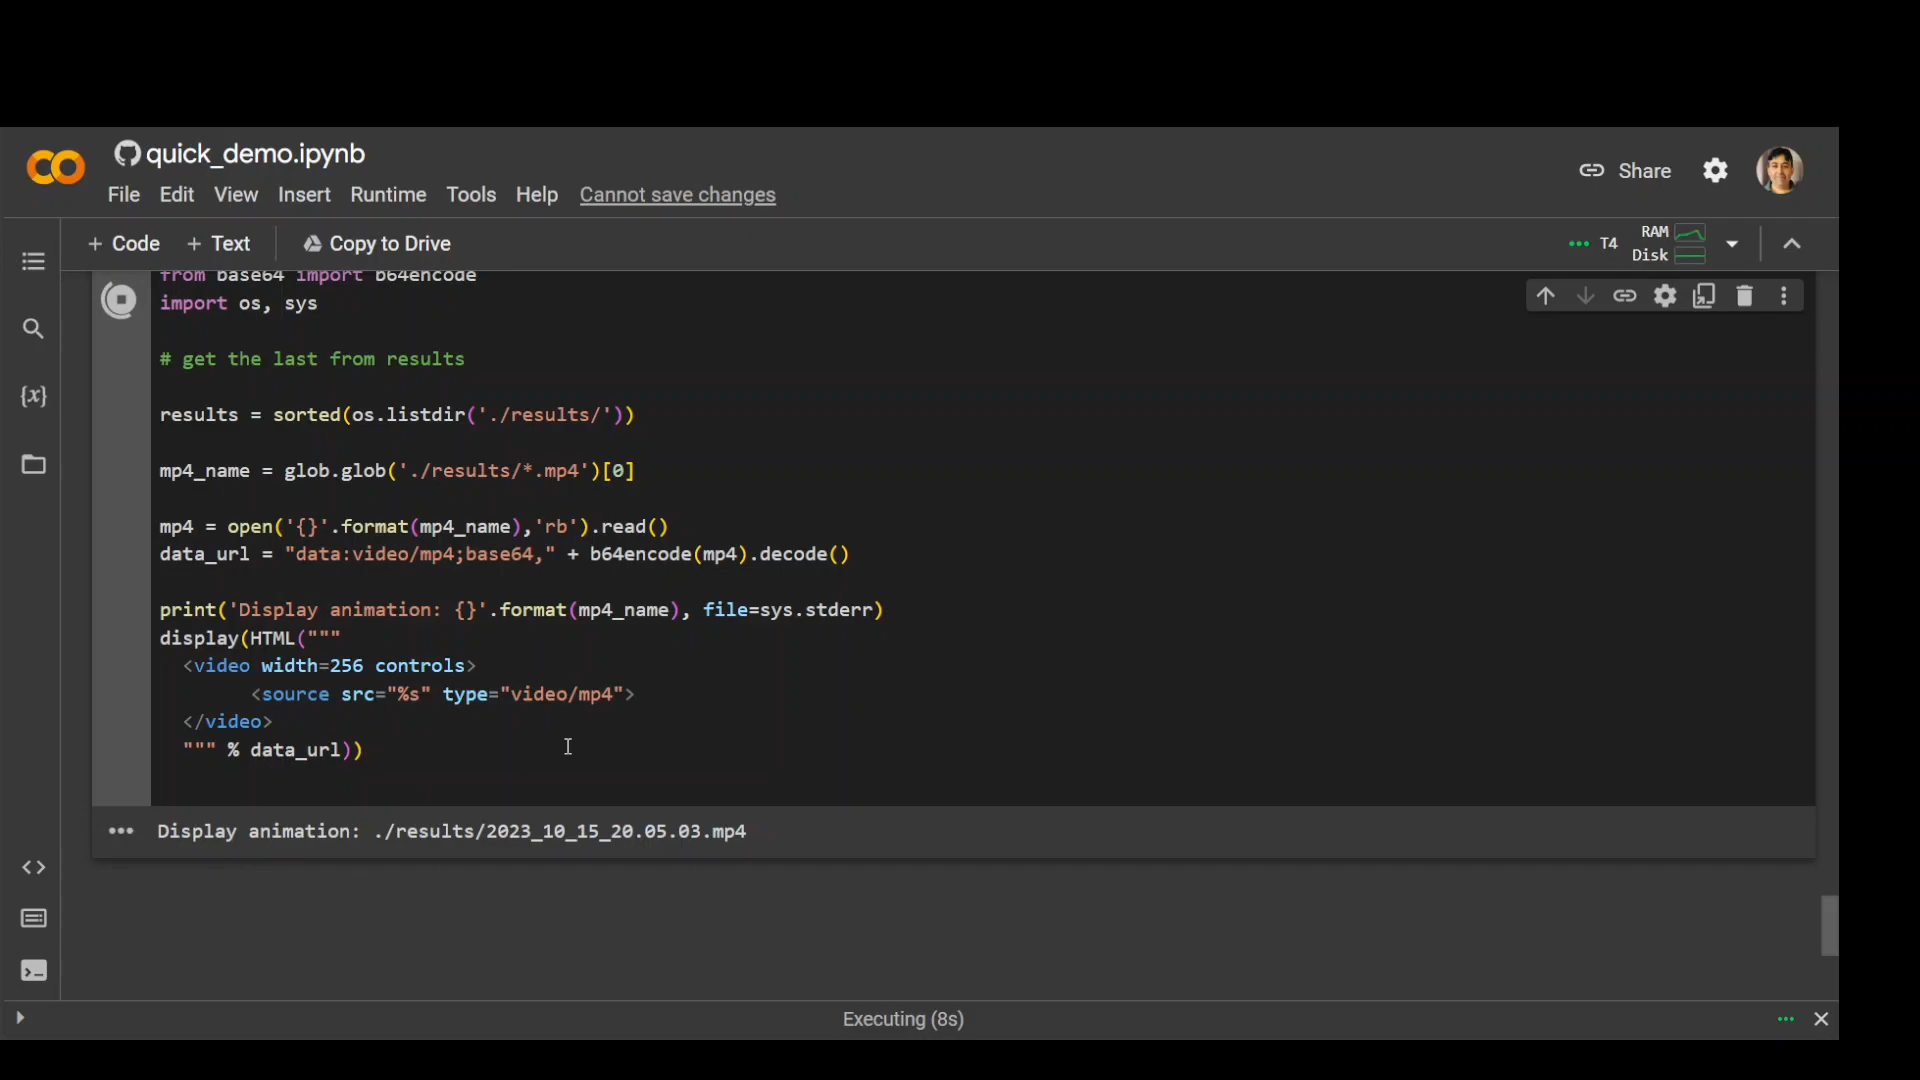 quick_demo.ipynb
File Edit View Insert Runtime Tools Help Cannot save changes
Share
+ Code + Text Copy to Drive
T4 RAM
Disk
from base64 import b64encode
import os, sys
# get the last from results
results = sorted(os.listdir('./results/'))
mp4_name = glob.glob('./results/*.mp4')[0]
mp4 = open('{}'.format(mp4_name),'rb').read()
data_url = "data:video/mp4;base64," + b64encode(mp4).decode()
print('Display animation: {}'.format(mp4_name), file=sys.stderr)
display(HTML("""
<video width=256 controls>
<source src="%s" type="video/mp4">
</video>
""" % data_url))
Display animation: ./results/2023_10_15_20.05.03.mp4
Executing (8s)